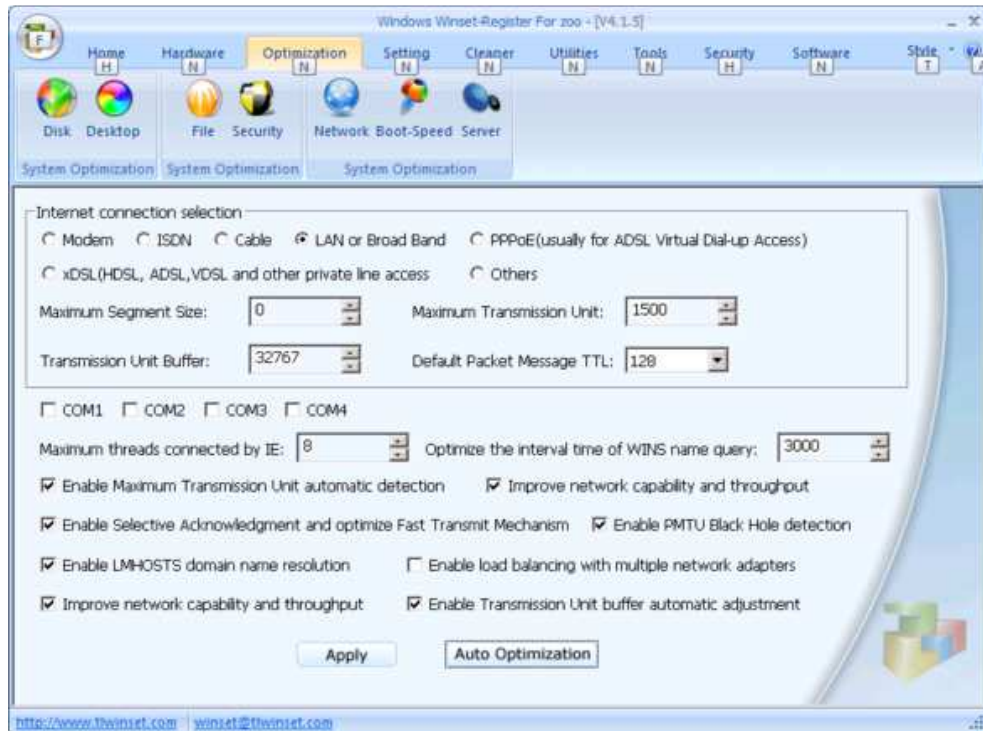 Windows Winset-Register For zoo - [V4.1.5]
F
Home Hardware Optimization Setting Cleaner Utilities Tools Security Software Style
H N N N N N N H N T
Disk Desktop File Security Network Boot-Speed Server
System Optimization System Optimization System Optimization
Internet connection selection
Modem ISDN Cable LAN or Broad Band PPPoE(usually for ADSL Virtual Dial-up Access)
xDSL(HDSL, ADSL,VDSL and other private line access Others
Maximum Segment Size: 0 Maximum Transmission Unit: 1500
Transmission Unit Buffer: 32767 Default Packet Message TTL: 128
COM1 COM2 COM3 COM4
Maximum threads connected by IE: 8 Optimize the interval time of WINS name query: 3000
Enable Maximum Transmission Unit automatic detection Improve network capability and throughput
Enable Selective Acknowledgment and optimize Fast Transmit Mechanism Enable PMTU Black Hole detection
Enable LMHOSTS domain name resolution Enable load balancing with multiple network adapters
Improve network capability and throughput Enable Transmission Unit buffer automatic adjustment
Apply Auto Optimization
http://www.tlwinset.com winset@tlwinset.com